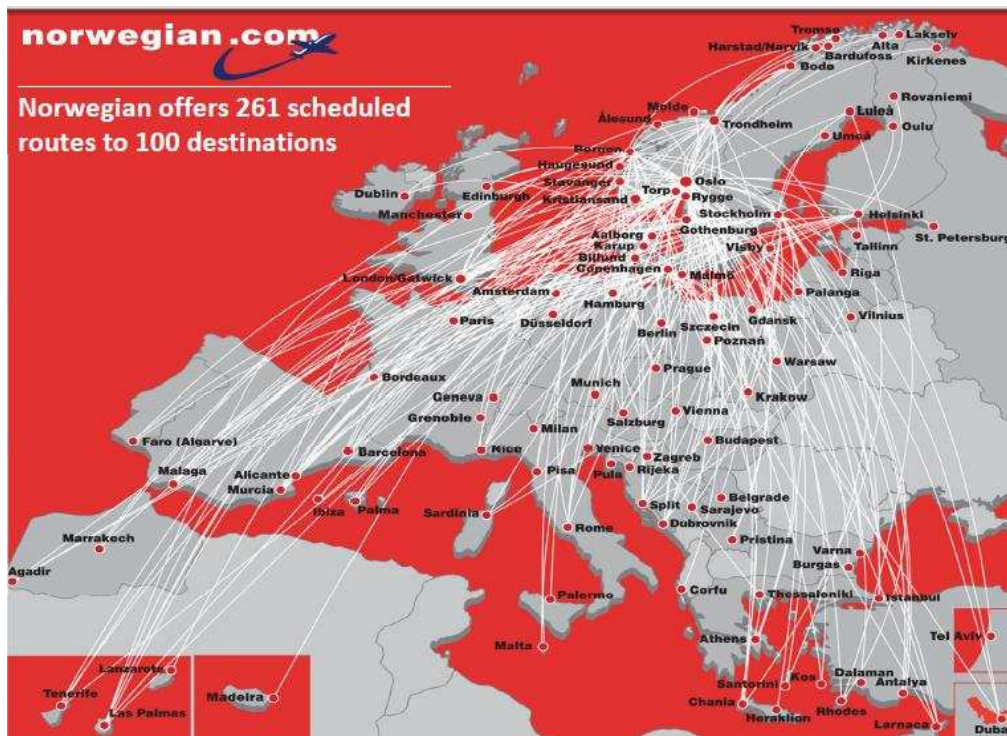 norwegian.com
Norwegian offers 261 scheduled
routes to 100 destinations
Tromsø
Lakselv
Harstad/Narvik
Alta
Bardufoss
Kirkenes
Bodø
Rovaniemi
Molde
Luleå
Ålesund
Trondheim
Umeå
Oulu
Bergen
Haugesund
Oslo
Dublin
Edinburgh
Stavanger
Torp
Rygge
Kristiansand
Manchester
Stockholm
Helsinki
Gothenburg
St. Petersburg
Aalborg
Karup
Visby
Tallinn
Billund
Copenhagen
Malmö
Riga
London/Gatwick
Amsterdam
Hamburg
Palanga
Paris
Düsseldorf
Berlin
Szczecin
Gdansk
Vilnius
Poznań
Warsaw
Prague
Bordeaux
Munich
Geneva
Krakow
Grenoble
Salzburg
Vienna
Milan
Faro (Algarve)
Barcelona
Nice
Venice
Budapest
Zagreb
Malaga
Alicante
Pisa
Pula
Rijeka
Murcia
Ibiza
Palma
Sardinia
Split
Belgrade
Sarajevo
Rome
Dubrovnik
Marrakech
Pristina
Varna
Agadir
Burgas
Palermo
Corfu
Thessaloniki
Istanbul
Malta
Athens
Tel Aviv
Lanzarote
Tenerife
Madeira
Las Palmas
Santorini
Kos
Dalaman
Antalya
Chania
Heraklion
Rhodes
Larnaca
Dubai